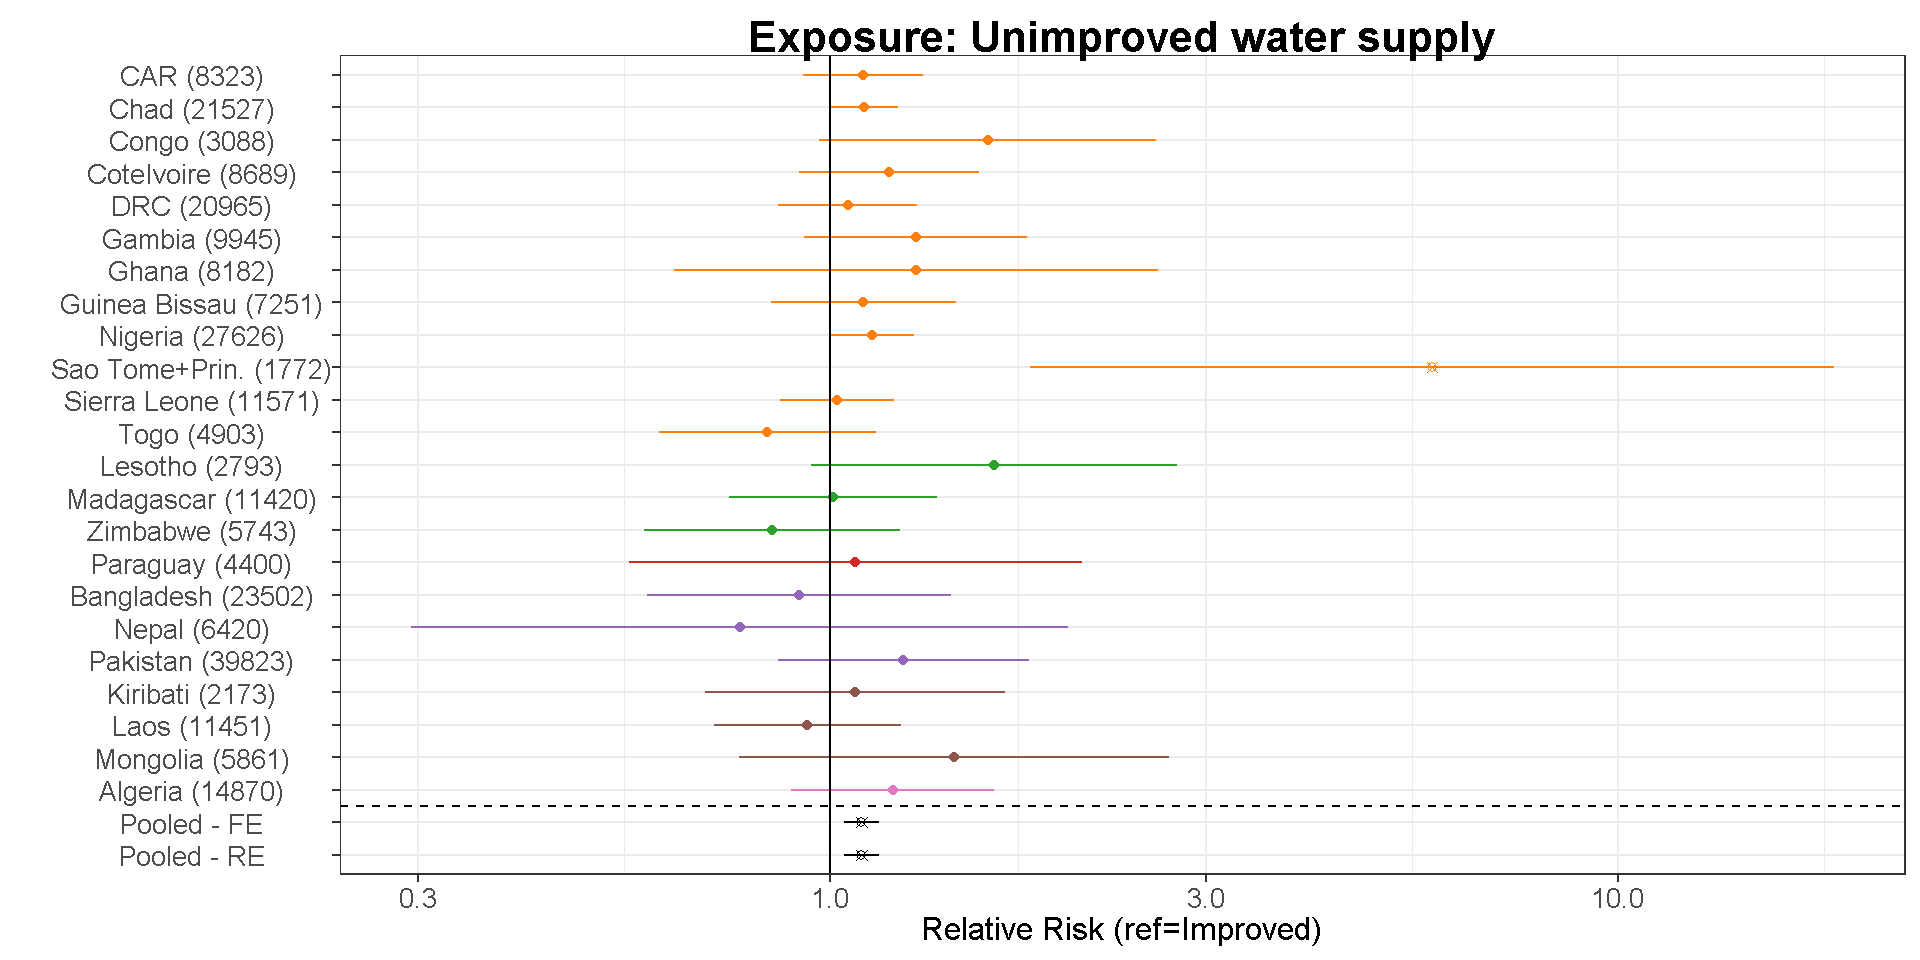 Exposure: Unimproved water supply
CAR (8323)
Chad (21527)
Congo (3088)
CoteIvoire (8689)
DRC (20965)
Gambia (9945)
Ghana (8182)
Guinea Bissau (7251)
Nigeria (27626)
Sao Tome+Prin. (1772)
Sierra Leone (11571)
Togo (4903)
Lesotho (2793)
Madagascar (11420)
Zimbabwe (5743)
Paraguay (4400)
Bangladesh (23502)
Nepal (6420)
Pakistan (39823)
Kiribati (2173)
Laos (11451)
Mongolia (5861)
Algeria (14870)
Pooled - FE
Pooled - RE
0.3 1.0 3.0 10.0
Relative Risk (ref=Improved)